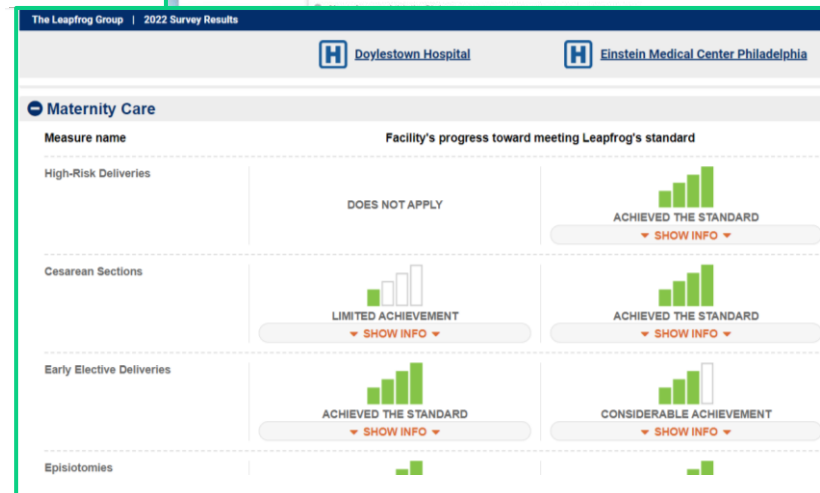 The Leapfrog Group | 2022 Survey Results
H Doylestown Hospital H Einstein Medical Center Philadelphia
Maternity Care
Measure name Facility's progress toward meeting Leapfrog's standard
High-Risk Deliveries
DOES NOT APPLY
ACHIEVED THE STANDARD
SHOW INFO
Cesarean Sections
LIMITED ACHIEVEMENT ACHIEVED THE STANDARD
SHOW INFO SHOW INFO
Early Elective Deliveries
ACHIEVED THE STANDARD CONSIDERABLE ACHIEVEMENT
SHOW INFO SHOW INFO
Episiotomies